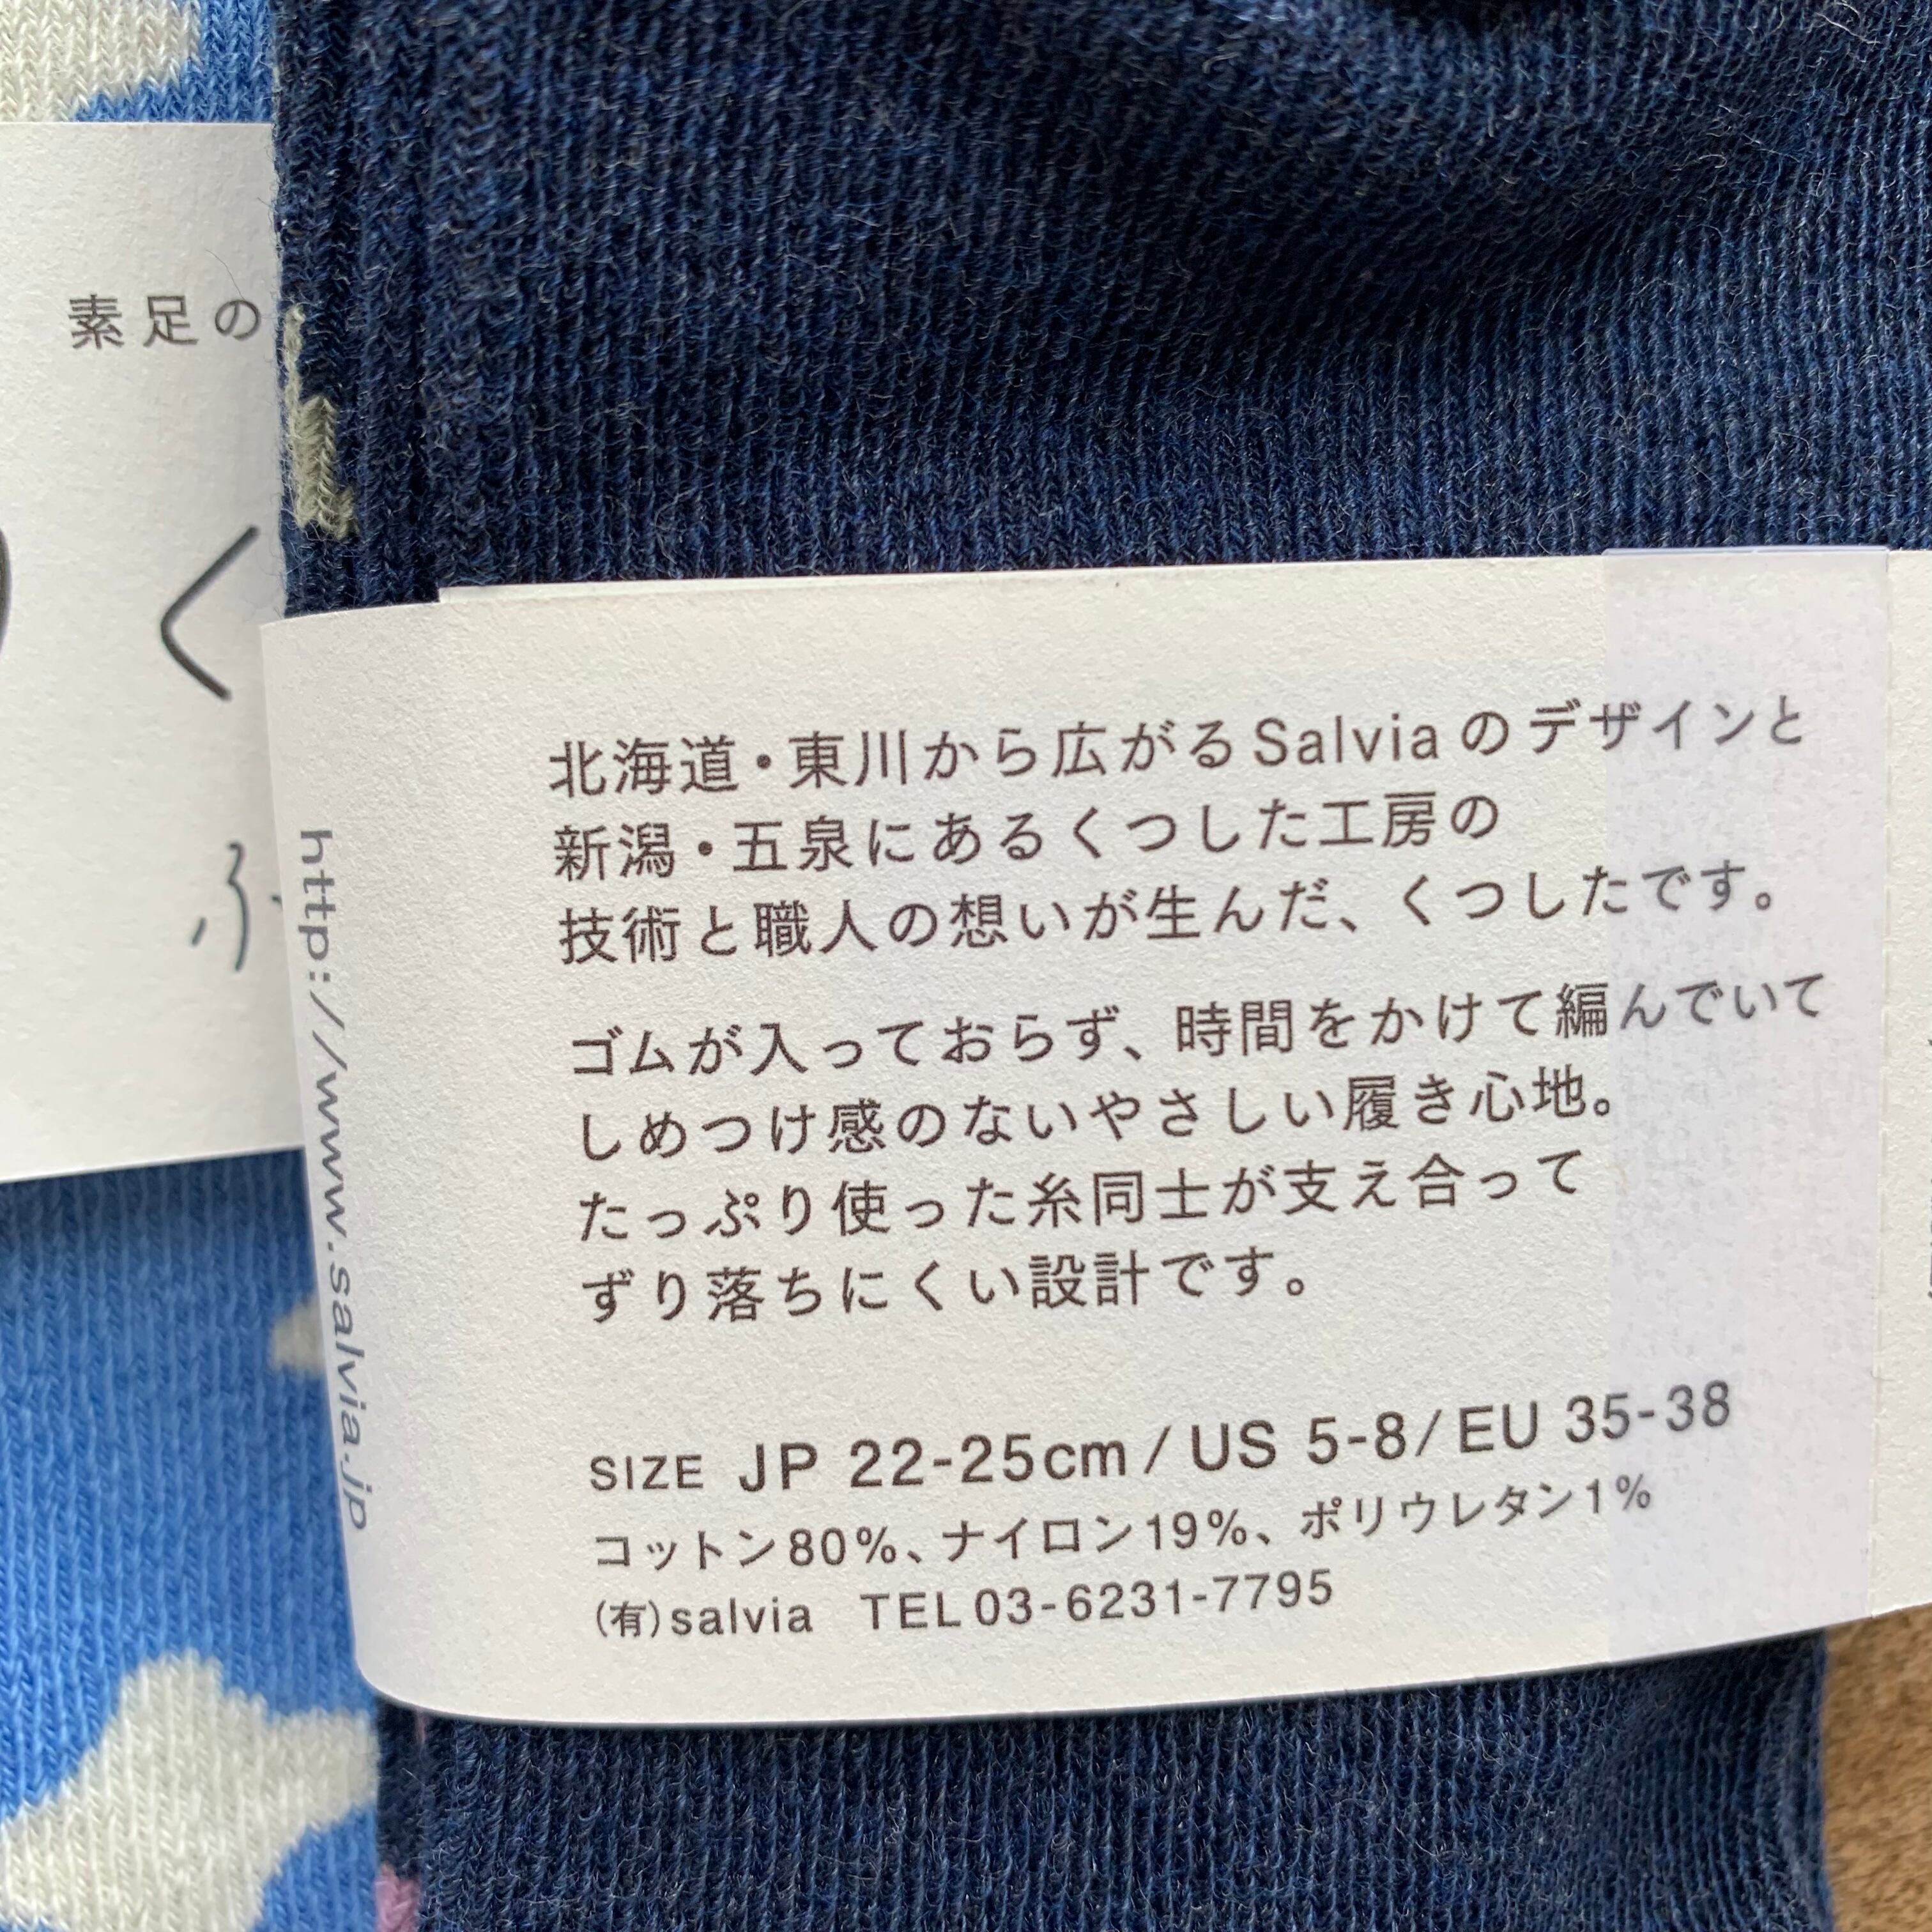 素足の
く
ふ
http://www.salvia.jp
北海道・東川から広がるSalviaのデザインと
新潟・五泉にあるくつした工房の
技術と職人の想いが生んだ、くつしたです。
ゴムが入っておらず、時間をかけて編んでいて
しめつけ感のないやさしい履き心地。
たっぷり使った糸同士が支え合って
ずり落ちにくい設計です。
SIZE JP 22-25cm/US 5-8/EU 35-38
コットン80%、ナイロン19%、ポリウレタン1%
(有)salvia TEL03-6231-7795